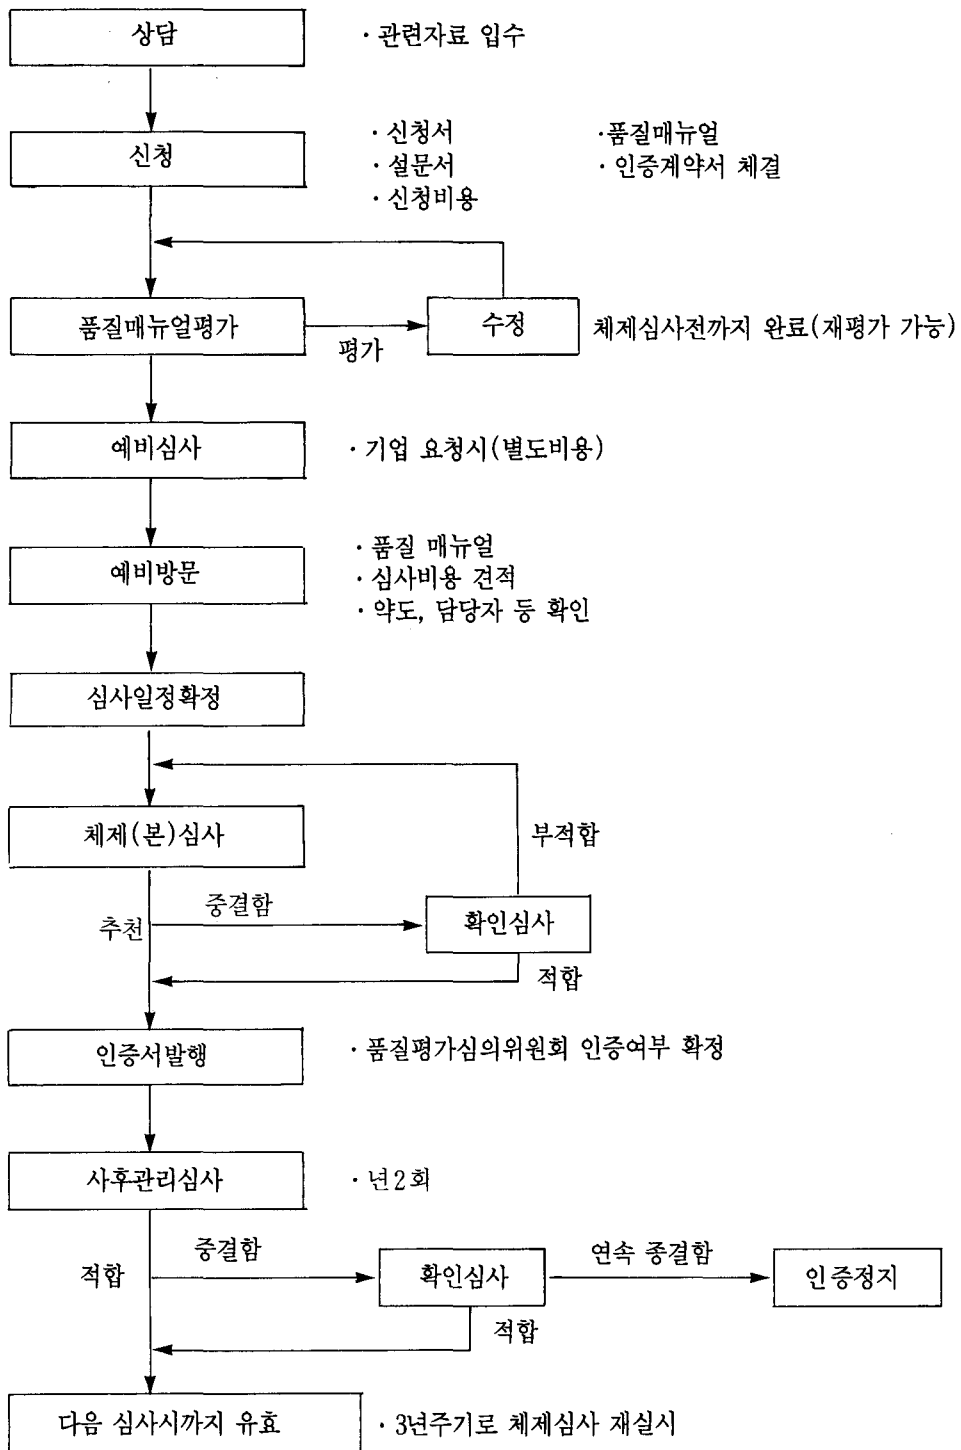 상담
· 관련자료 입수
신청
· 신청서
· 설문서
· 신청비용
·품질매뉴얼
· 인증계약서 체결
품질매뉴얼평가
평가
수정
체제심사전까지 완료(재평가 가능)
예비심사
· 기업 요청시(별도비용)
예비방문
· 품질 매뉴얼
· 심사비용 견적
· 약도, 담당자 등 확인
심사일정확정
체제(본)심사
부적합
추천
중결함
확인심사
적합
인증서발행
· 품질평가심의위원회 인증여부 확정
사후관리심사
· 년2회
적합
중결함
확인심사
연속 종결함
인증정지
적합
다음 심사시까지 유효
· 3년주기로 체제심사 재실시